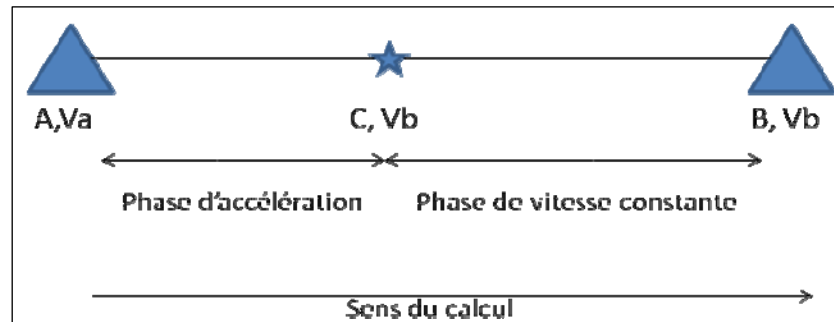 A,Va C, Vb B, Vb
Phase d'accélération Phase de vitesse constante
Sens du calcul